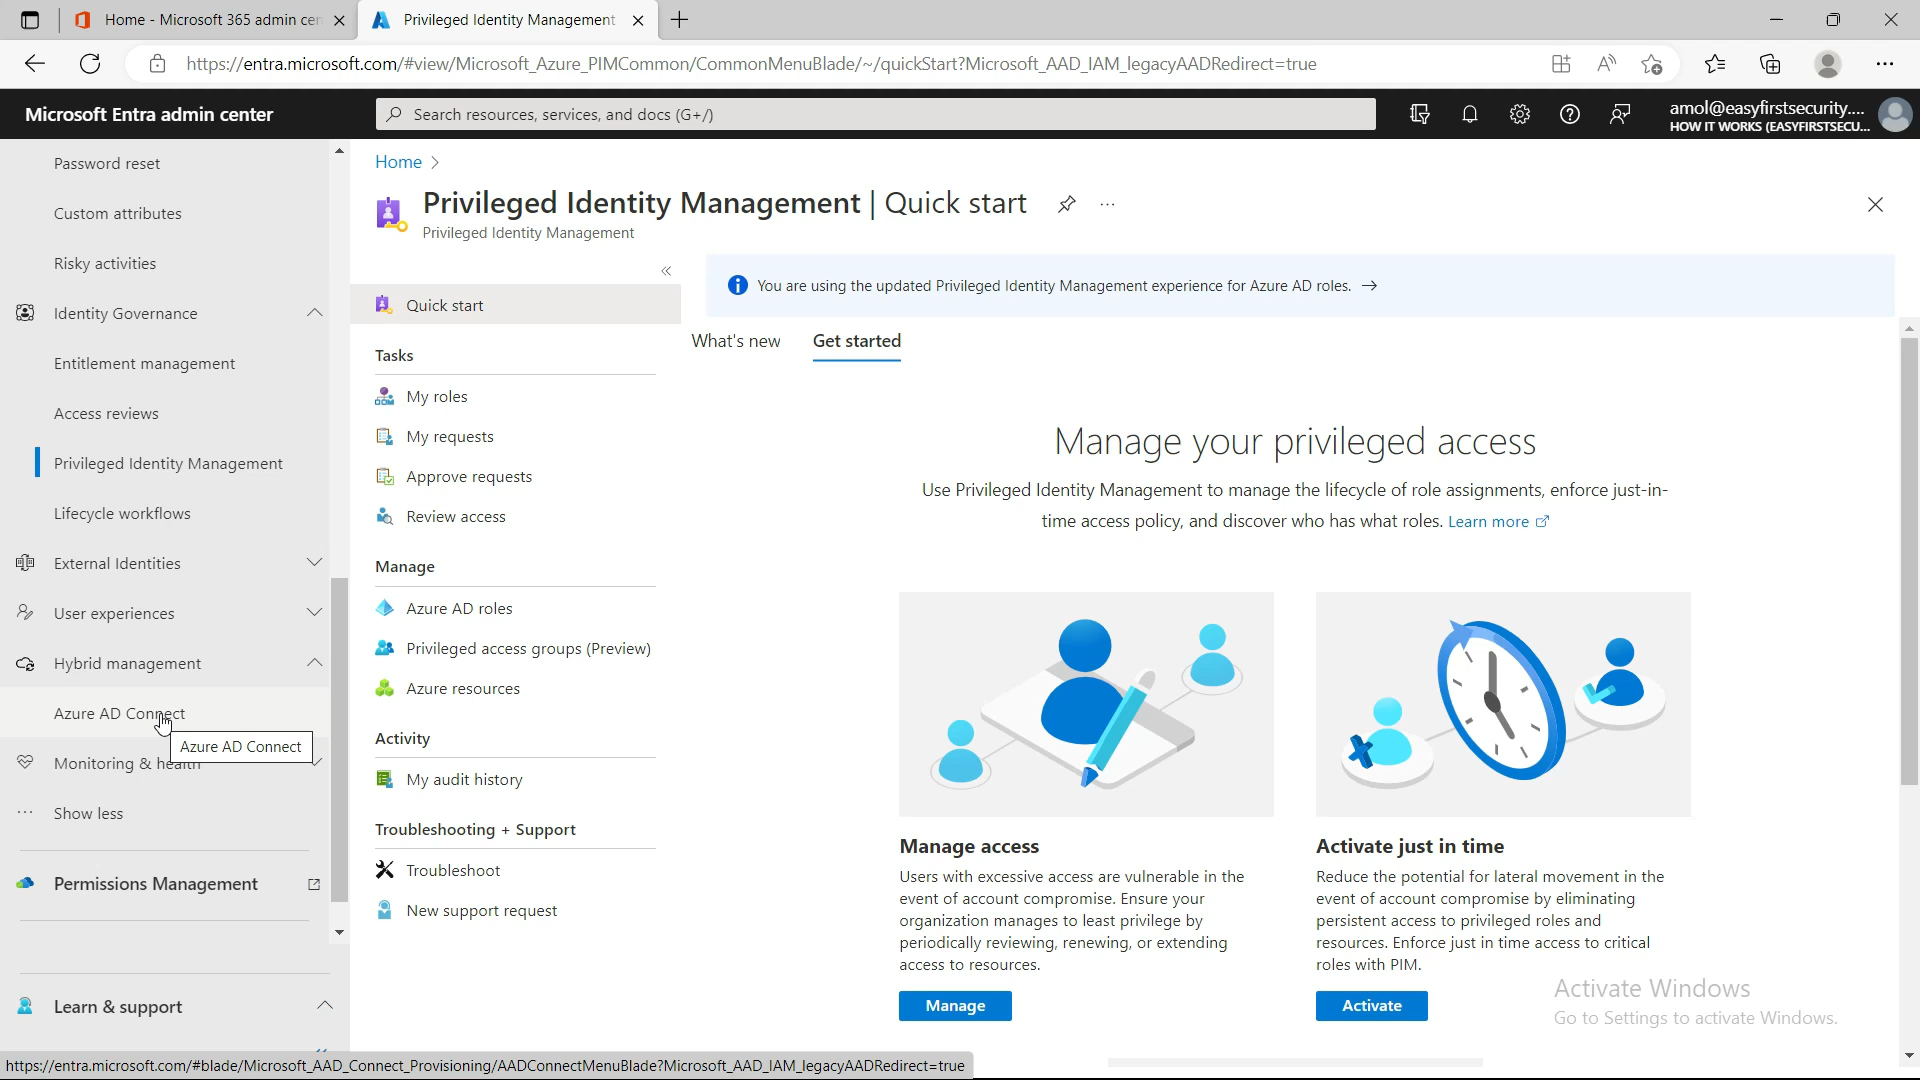 Home - Microsoft 365 admin cen
Privileged Identity Management
https://entra.microsoft.com/#view/Microsoft_Azure_PIMCommon/CommonMenuBlade/~/quickStart?Microsoft_AAD_IAM_legacyAADRedirect=true
Microsoft Entra admin center
Search resources, services, and docs (G+/)
amol@easyfirstsecurity....
HOW IT WORKS (EASYFIRSTSECU...
Password reset
Custom attributes
Risky activities
Identity Governance
Entitlement management
Access reviews
Privileged Identity Management
Lifecycle workflows
External Identities
User experiences
Hybrid management
Azure AD Connect
Azure AD Connect
Monitoring & health
Show less
Permissions Management
Learn & support
https://entra.microsoft.com/#blade/Microsoft_AAD_Connect_Provisioning/AADConnectMenuBlade?Microsoft_AAD_IAM_legacyAADRedirect=true
Home >
Privileged Identity Management | Quick start
Privileged Identity Management
Quick start
Tasks
My roles
My requests
Approve requests
Review access
Manage
Azure AD roles
Privileged access groups (Preview)
Azure resources
Activity
My audit history
Troubleshooting + Support
Troubleshoot
New support request
You are using the updated Privileged Identity Management experience for Azure AD roles. →
What's new
Get started
Manage your privileged access
Use Privileged Identity Management to manage the lifecycle of role assignments, enforce just-in-
time access policy, and discover who has what roles. Learn more
Manage access
Users with excessive access are vulnerable in the
event of account compromise. Ensure your
organization manages to least privilege by
periodically reviewing, renewing, or extending
access to resources.
Manage
Activate just in time
Reduce the potential for lateral movement in the
event of account compromise by eliminating
persistent access to privileged roles and
resources. Enforce just in time access to critical
roles with PIM.
Activate
Activate Windows
Go to Settings to activate Windows.